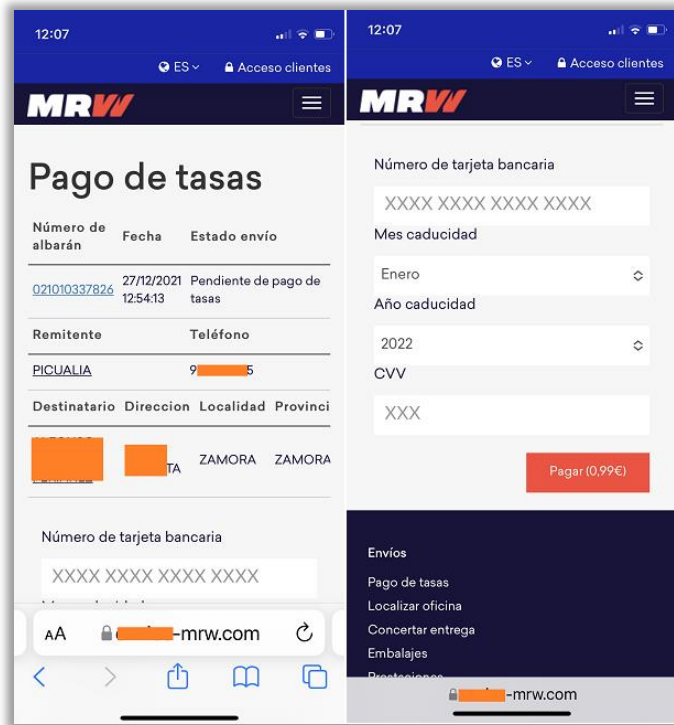 12:07
ES
Acceso clientes
MRW
Pago de tasas
Número de albarán
Fecha
Estado envío
021010337826
27/12/2021 12:54:13
Pendiente de pago de tasas
Remitente
Teléfono
PICUALIA
9 5
Destinatario
Direccion
Localidad
Provinci
TA
ZAMORA
ZAMORA
Número de tarjeta bancaria
XXXX XXXX XXXX XXXX
AA
-mrw.com
12:07
ES
Acceso clientes
MRW
Número de tarjeta bancaria
XXXX XXXX XXXX XXXX
Mes caducidad
Enero
Año caducidad
2022
CVV
XXX
Pagar (0,99€)
Envíos
Pago de tasas
Localizar oficina
Concertar entrega
Embalajes
-mrw.com